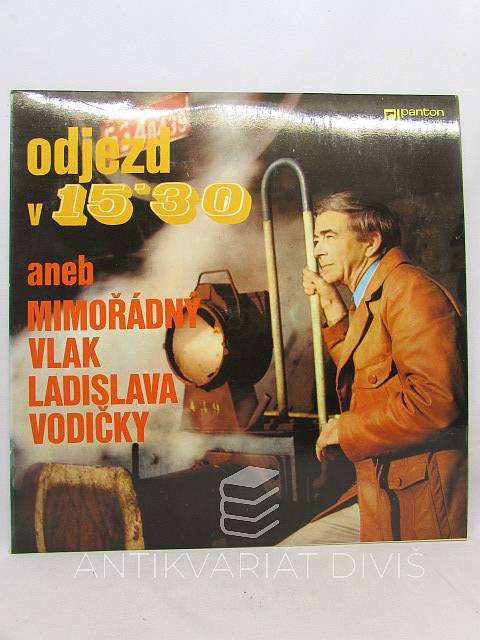 panton
odjezd
v 15˙30
aneb
MIMOŘÁDNÝ
VLAK
LADISLAVA
VODIČKY
ANTIKVARIAT DIVIŠ